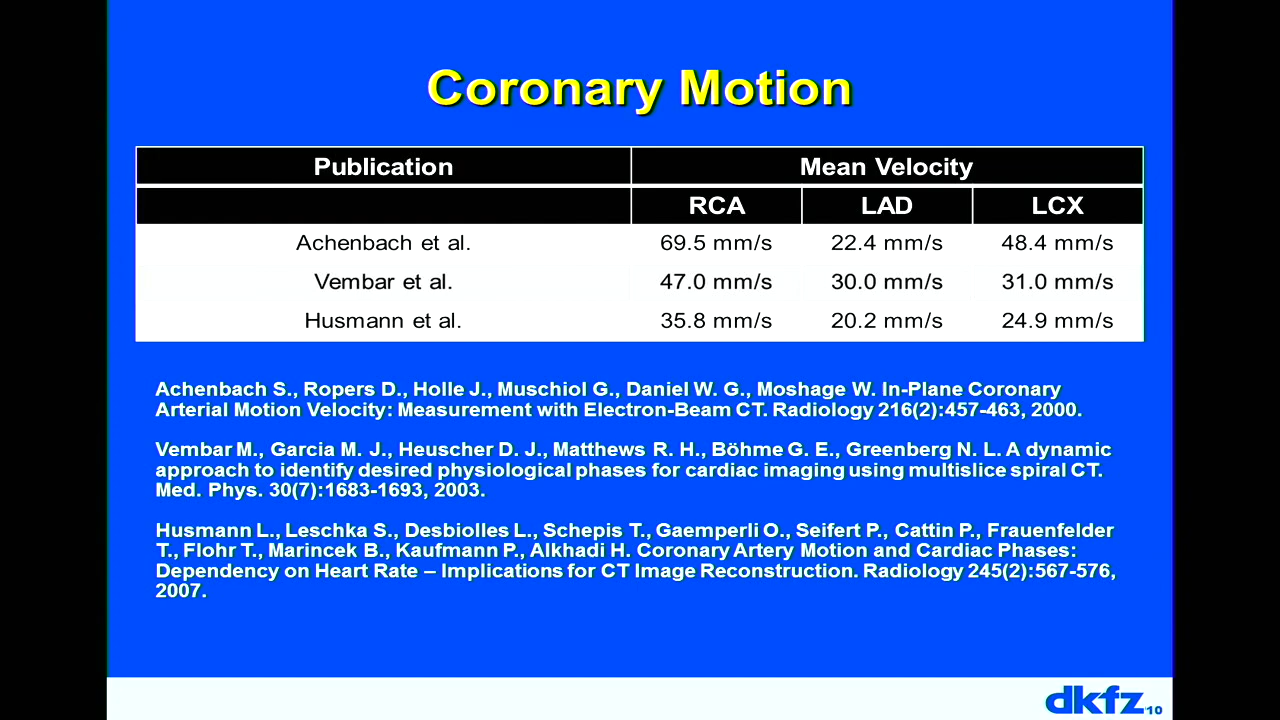 Coronary Motion
Publication Mean Velocity
RCA LAD LCX
Achenbach et al. 69.5 mm/s 22.4 mm/s 48.4 mm/s
Vembar et al. 47.0 mm/s 30.0 mm/s 31.0 mm/s
Husmann et al. 35.8 mm/s 20.2 mm/s 24.9 mm/s
Achenbach S., Ropers D., Holle J., Muschiol G., Daniel W. G., Moshage W. In-Plane Coronary
Arterial Motion Velocity: Measurement with Electron-Beam CT. Radiology 216(2):457-463, 2000.
Vembar M., Garcia M. J., Heuscher D. J., Matthews R. H., Böhme G. E., Greenberg N. L. A dynamic
approach to identify desired physiological phases for cardiac imaging using multislice spiral CT.
Med. Phys. 30(7):1683-1693, 2003.
Husmann L., Leschka S., Desbiolles L., Schepis T., Gaemperli O., Seifert P., Cattin P., Frauenfelder
T., Flohr T., Marincek B., Kaufmann P., Alkhadi H. Coronary Artery Motion and Cardiac Phases:
Dependency on Heart Rate – Implications for CT Image Reconstruction. Radiology 245(2):567-576,
2007.
dkfz. 10